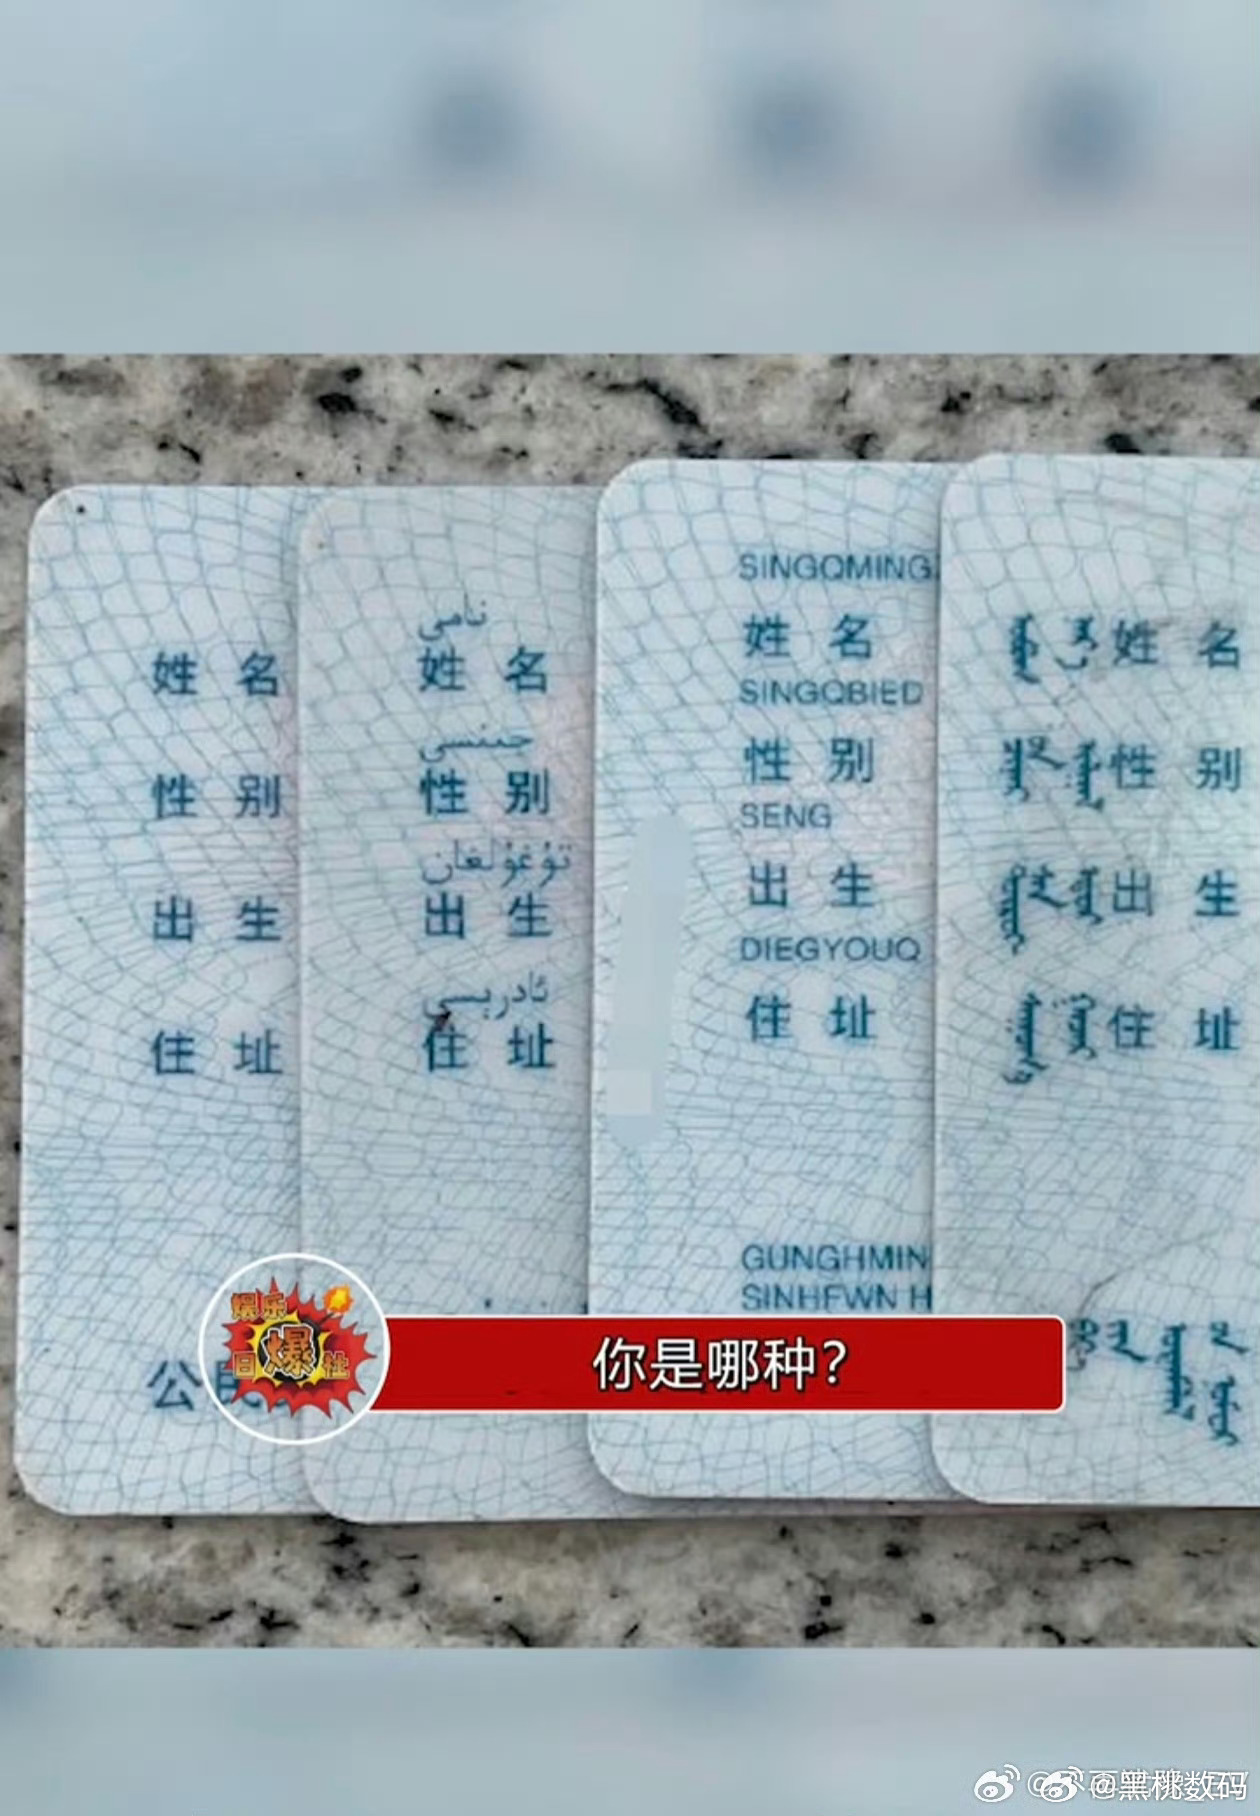 姓 名
性 别
出 生
住 址
公民
نامى
姓 名
جىنسى
性 别
تۇغۇلغان
出 生
ئادرېسى
住 址
SINGQMING
姓 名
SINGQBIED
性 别
SENG
出 生
DIEGYOUQ
住 址
GUNGHMIN
SINHFWN H
姓 名
性 别
出 生
住 址
娱乐
日爆社
你是哪种？
@黑桃数码